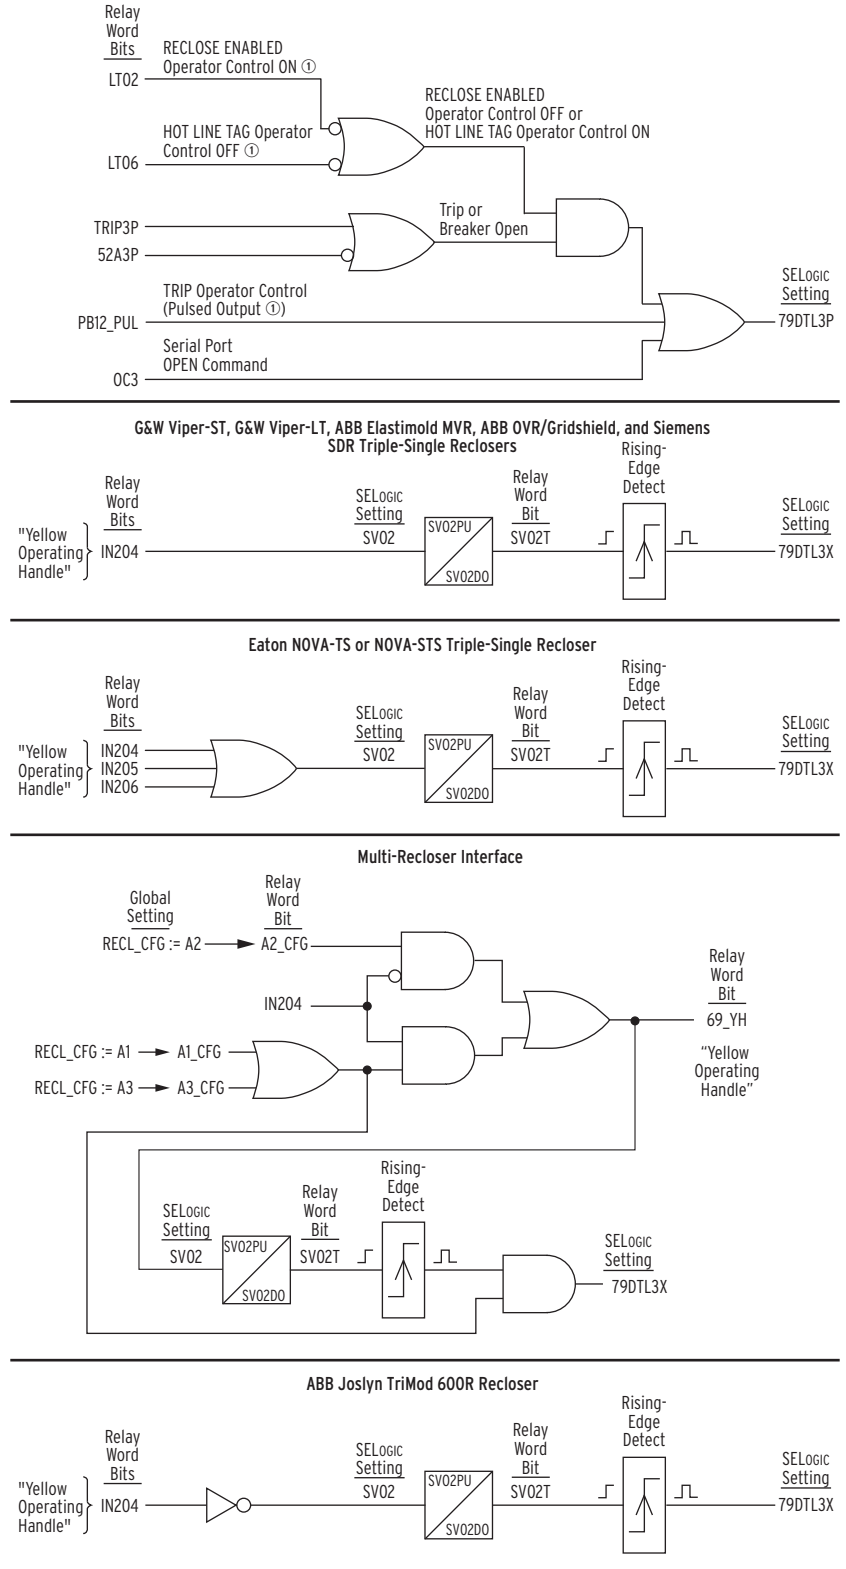 Relay
Word
Bits
RECLOSE ENABLED
Operator Control ON ①
LT02
RECLOSE ENABLED
Operator Control OFF or
HOT LINE TAG Operator Control ON
HOT LINE TAG Operator
Control OFF ①
LT06
Trip or
Breaker Open
TRIP3P
52A3P
TRIP Operator Control
(Pulsed Output ①)
PB12_PUL
SELOGIC
Setting
79DTL3P
Serial Port
OPEN Command
OC3
G&W Viper-ST, G&W Viper-LT, ABB Elastimold MVR, ABB OVR/Gridshield, and Siemens
SDR Triple-Single Reclosers
Relay
Word
Bits
"Yellow
Operating
Handle"
IN204
SELOGIC
Setting
SV02
SV02PU
SV02DO
Relay
Word
Bit
SV02T
Rising-
Edge
Detect
SELOGIC
Setting
79DTL3X
Eaton NOVA-TS or NOVA-STS Triple-Single Recloser
Relay
Word
Bits
"Yellow
Operating
Handle"
IN204
IN205
IN206
SELOGIC
Setting
SV02
SV02PU
SV02DO
Relay
Word
Bit
SV02T
Rising-
Edge
Detect
SELOGIC
Setting
79DTL3X
Multi-Recloser Interface
Global
Setting
RECL_CFG := A2
Relay
Word
Bit
A2_CFG
IN204
RECL_CFG := A1
A1_CFG
RECL_CFG := A3
A3_CFG
Relay
Word
Bit
69_YH
“Yellow
Operating
Handle”
SELOGIC
Setting
SV02
SV02PU
SV02DO
Relay
Word
Bit
SV02T
Rising-
Edge
Detect
SELOGIC
Setting
79DTL3X
ABB Joslyn TriMod 600R Recloser
Relay
Word
Bits
"Yellow
Operating
Handle"
IN204
SELOGIC
Setting
SV02
SV02PU
SV02DO
Relay
Word
Bit
SV02T
Rising-
Edge
Detect
SELOGIC
Setting
79DTL3X